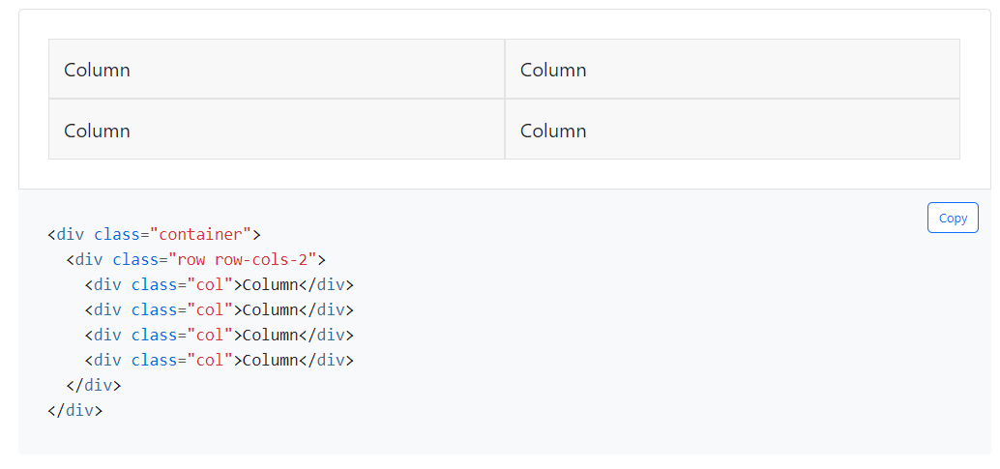 Column Column
Column Column
Copy
<div class="container">
  <div class="row row-cols-2">
    <div class="col">Column</div>
    <div class="col">Column</div>
    <div class="col">Column</div>
    <div class="col">Column</div>
  </div>
</div>